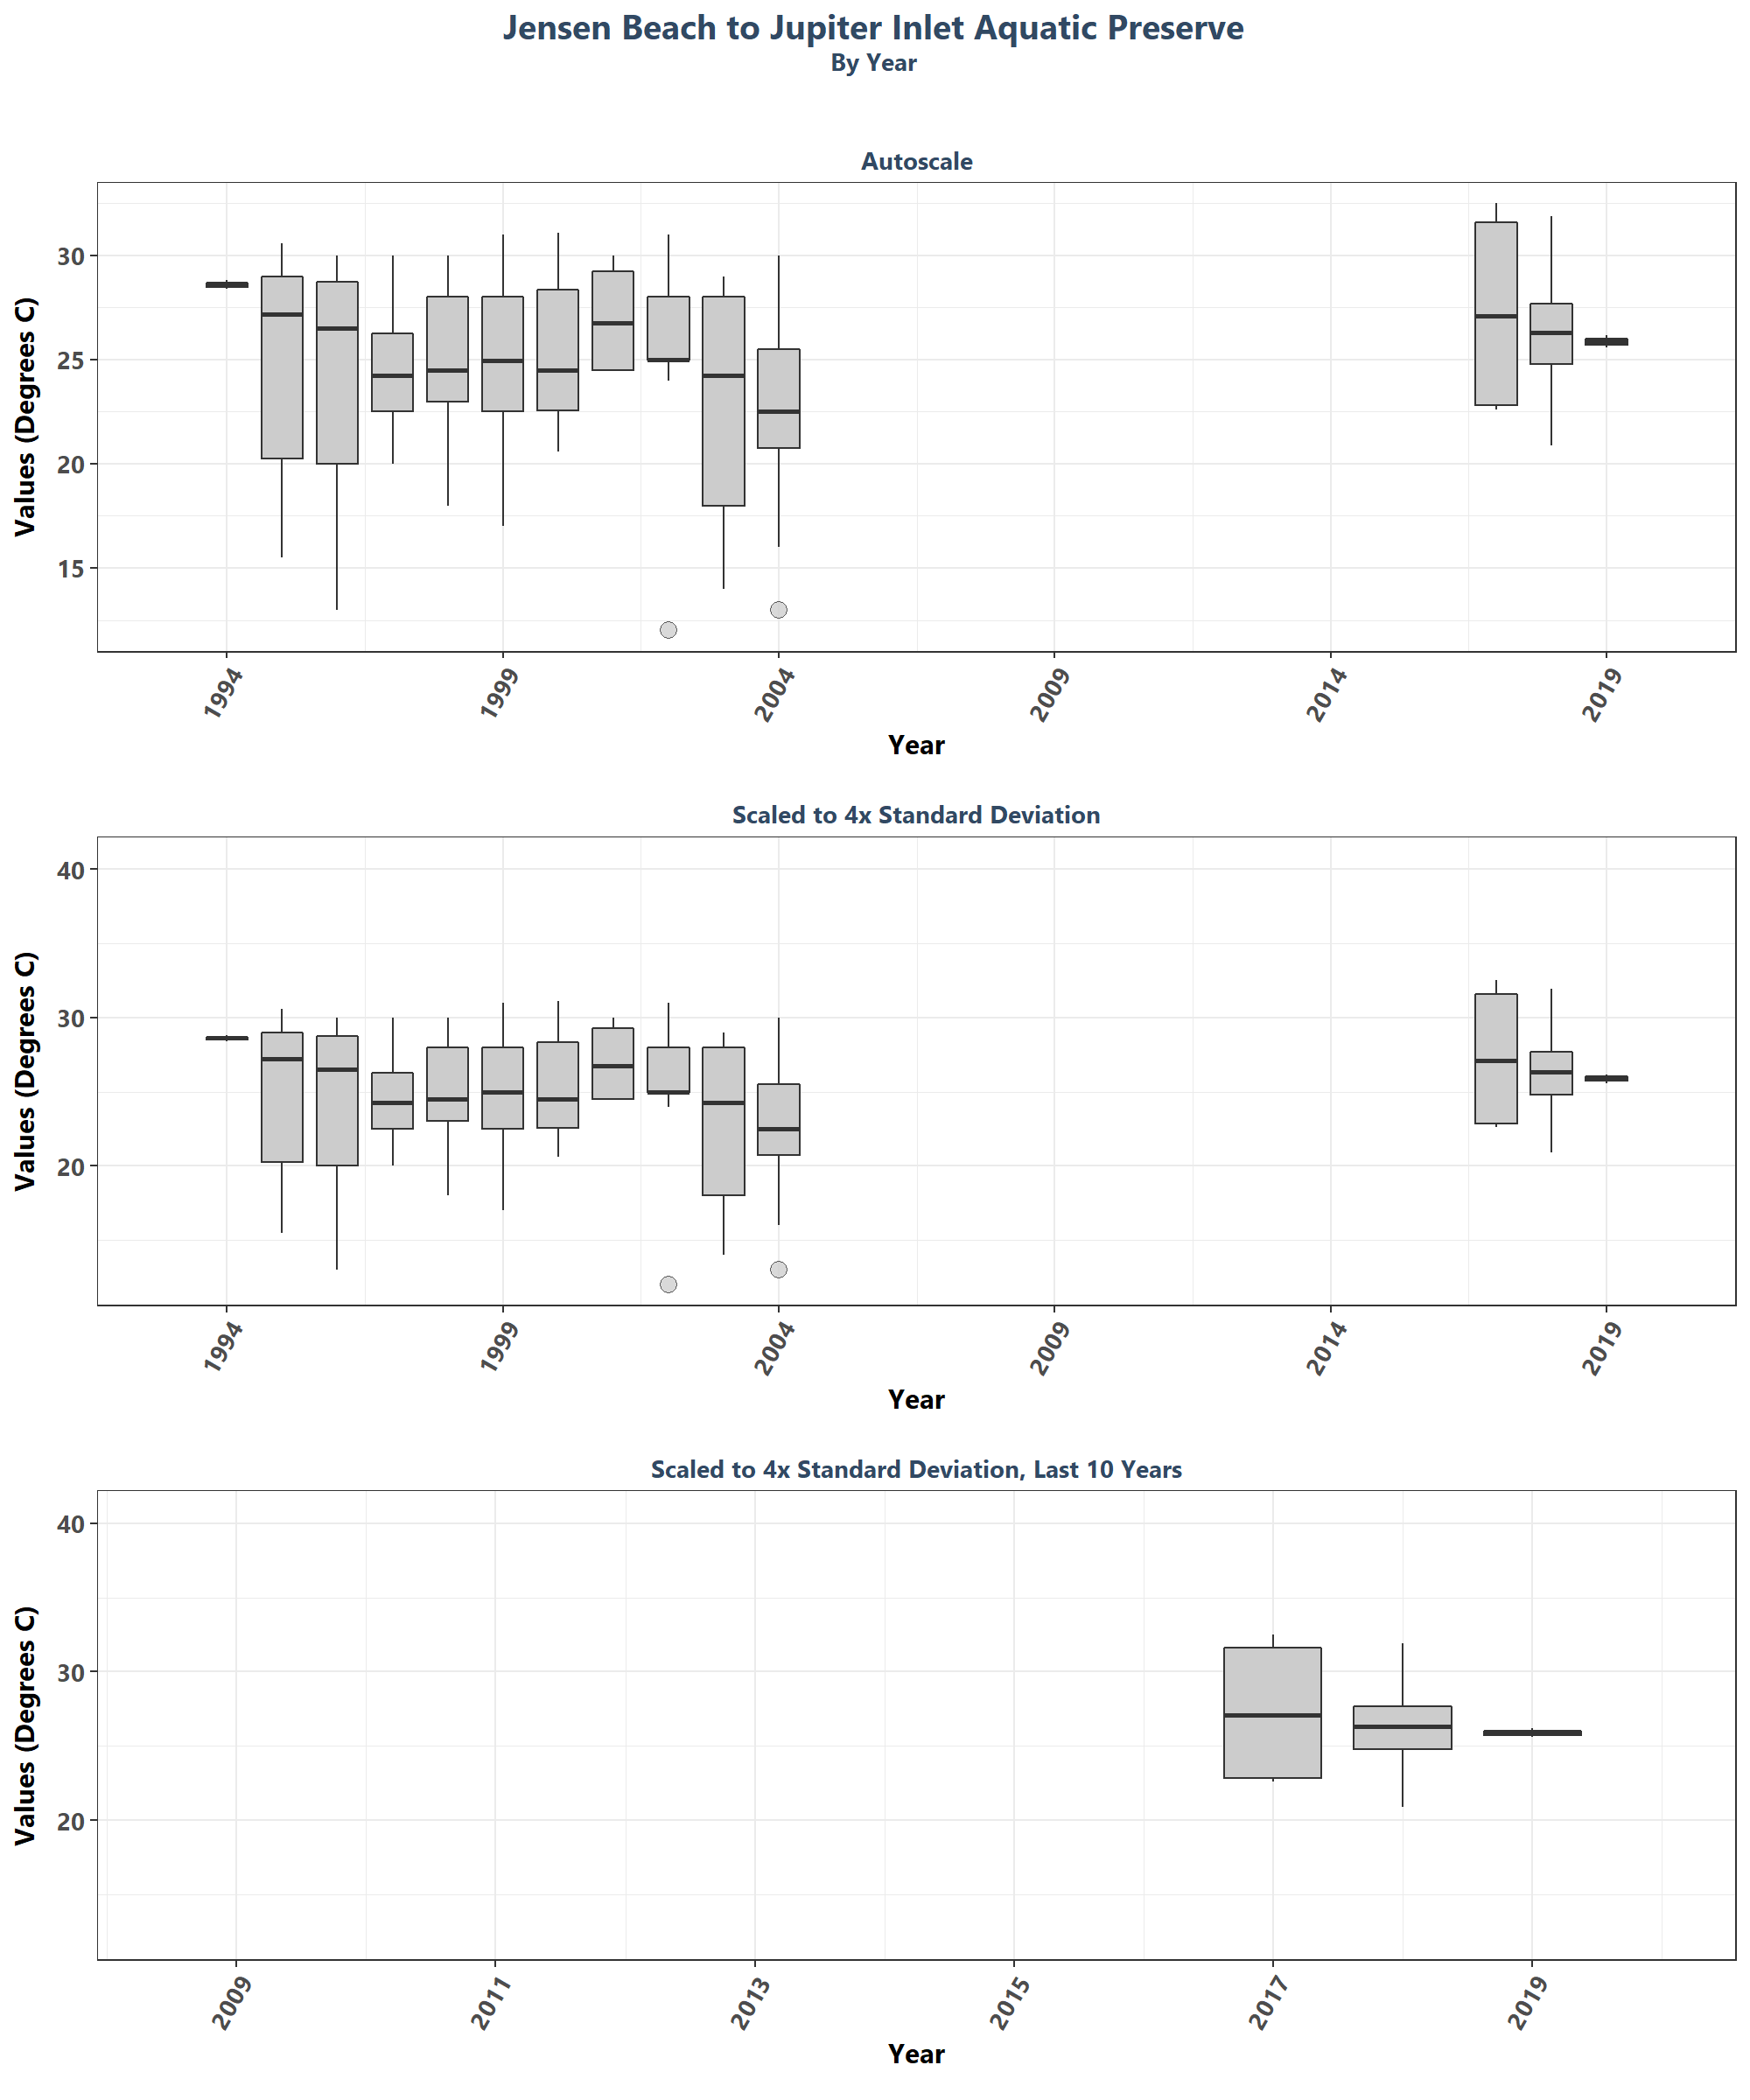 Jensen Beach to Jupiter Inlet Aquatic Preserve
By Year
Autoscale
Values (Degrees C)
30
25
20
15
1994
1999
2004
2009
2014
2019
Year
Scaled to 4x Standard Deviation
Values (Degrees C)
40
30
20
1994
1999
2004
2009
2014
2019
Year
Scaled to 4x Standard Deviation, Last 10 Years
Values (Degrees C)
40
30
20
2009
2011
2013
2015
2017
2019
Year